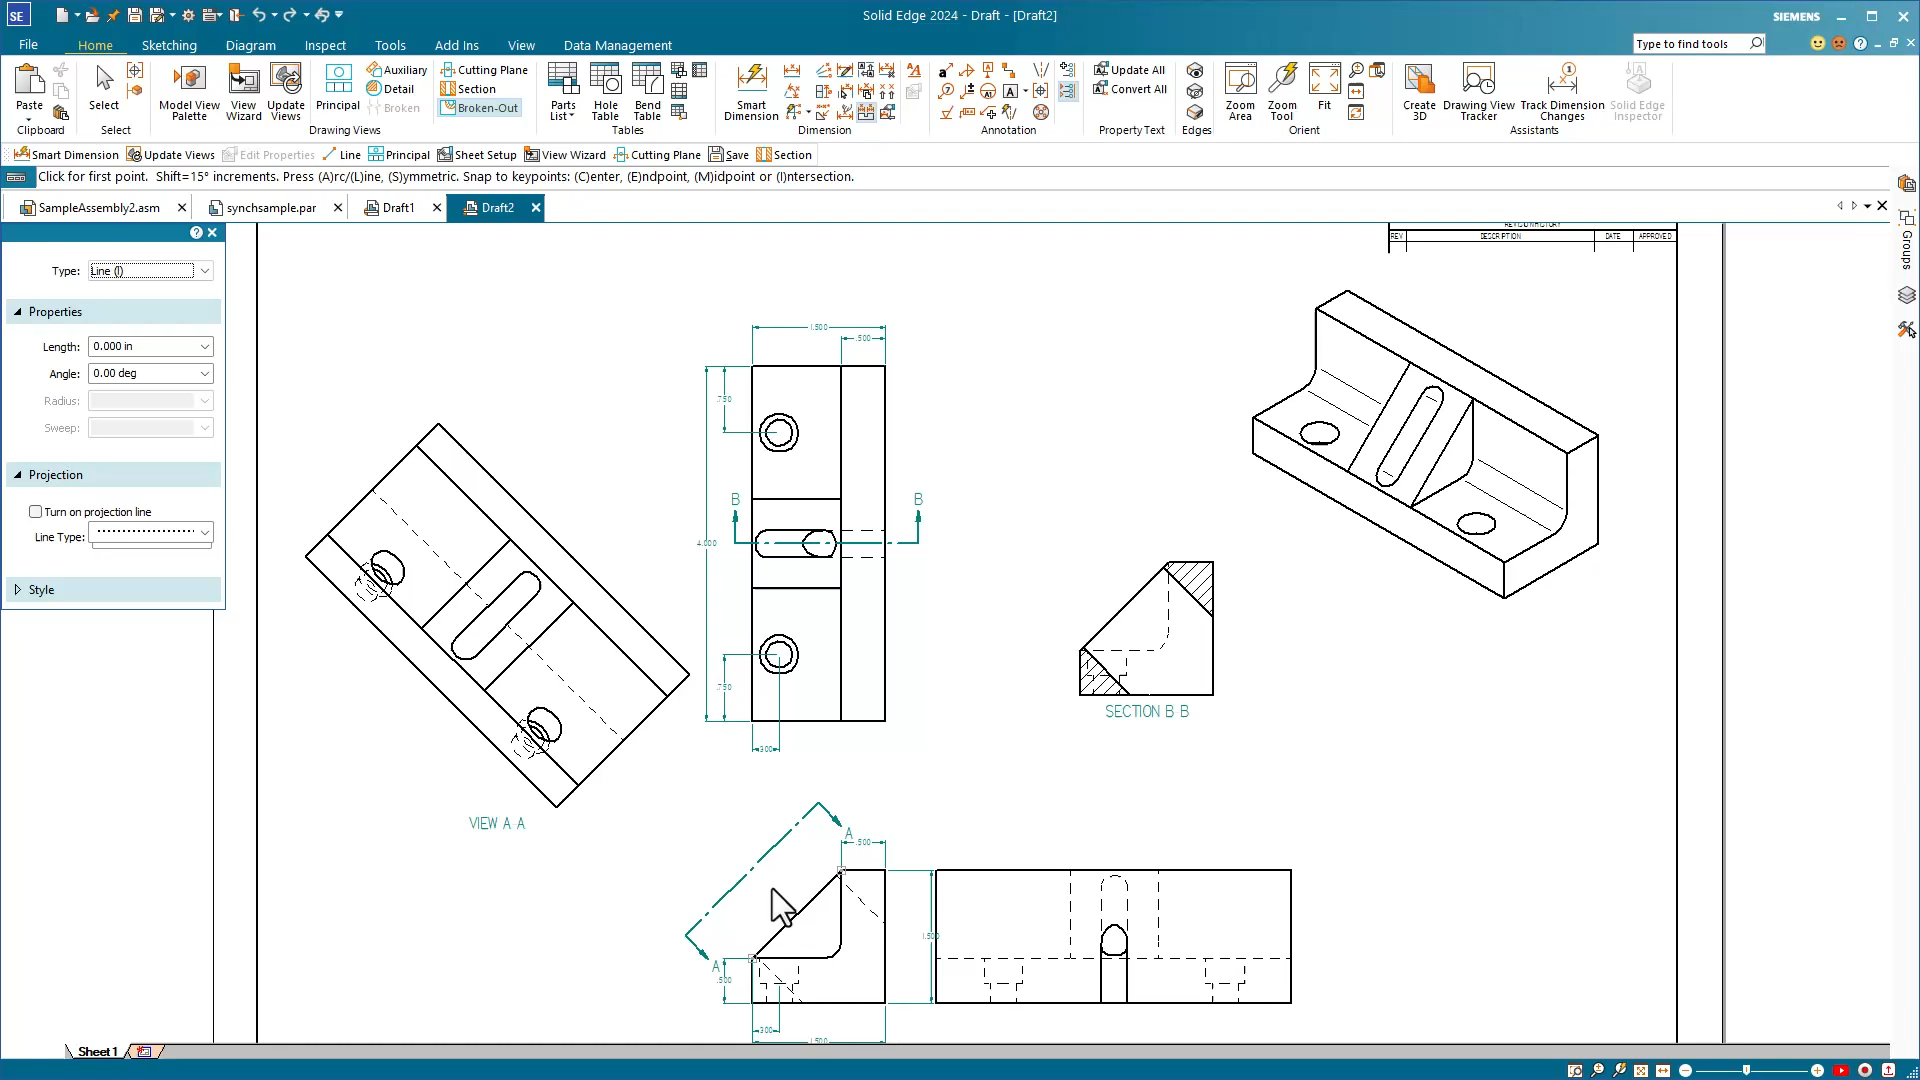 SE
Solid Edge 2024 - Draft - [Draft2]
SIEMENS
File Home Sketching Diagram Inspect Tools Add Ins View Data Management
Type to find tools
Paste
Select
Model View Palette
View Wizard
Update Views
Principal
Auxiliary
Detail
Broken
Cutting Plane
Section
Broken-Out
Parts List
Hole Table
Bend Table
Smart Dimension
Update All
Convert All
Zoom Area
Zoom Tool
Fit
Create 3D
Drawing View Tracker
Track Dimension Changes
Solid Edge Inspector
Clipboard Select Drawing Views Tables Dimension Annotation Property Text Edges Orient Assistants
Smart Dimension Update Views Edit Properties Line Principal Sheet Setup View Wizard Cutting Plane Save Section
Click for first point. Shift=15° increments. Press (A)rc/(L)ine, (S)ymmetric. Snap to keypoints: (C)enter, (E)ndpoint, (M)idpoint or (I)ntersection.
SampleAssembly2.asm synchsample.par Draft1 Draft2
Groups
Type: Line (l)
Properties
Length: 0.000 in
Angle: 0.00 deg
Radius:
Sweep:
Projection
Turn on projection line
Line Type:
Style
REVISION HISTORY
REV DESCRIPTION DATE APPROVED
1.500
.500
.750
B B
4.000
.750
.300
SECTION B-B
VIEW A-A
A
.500
1.500
A
.500
.300
1.500
Sheet1